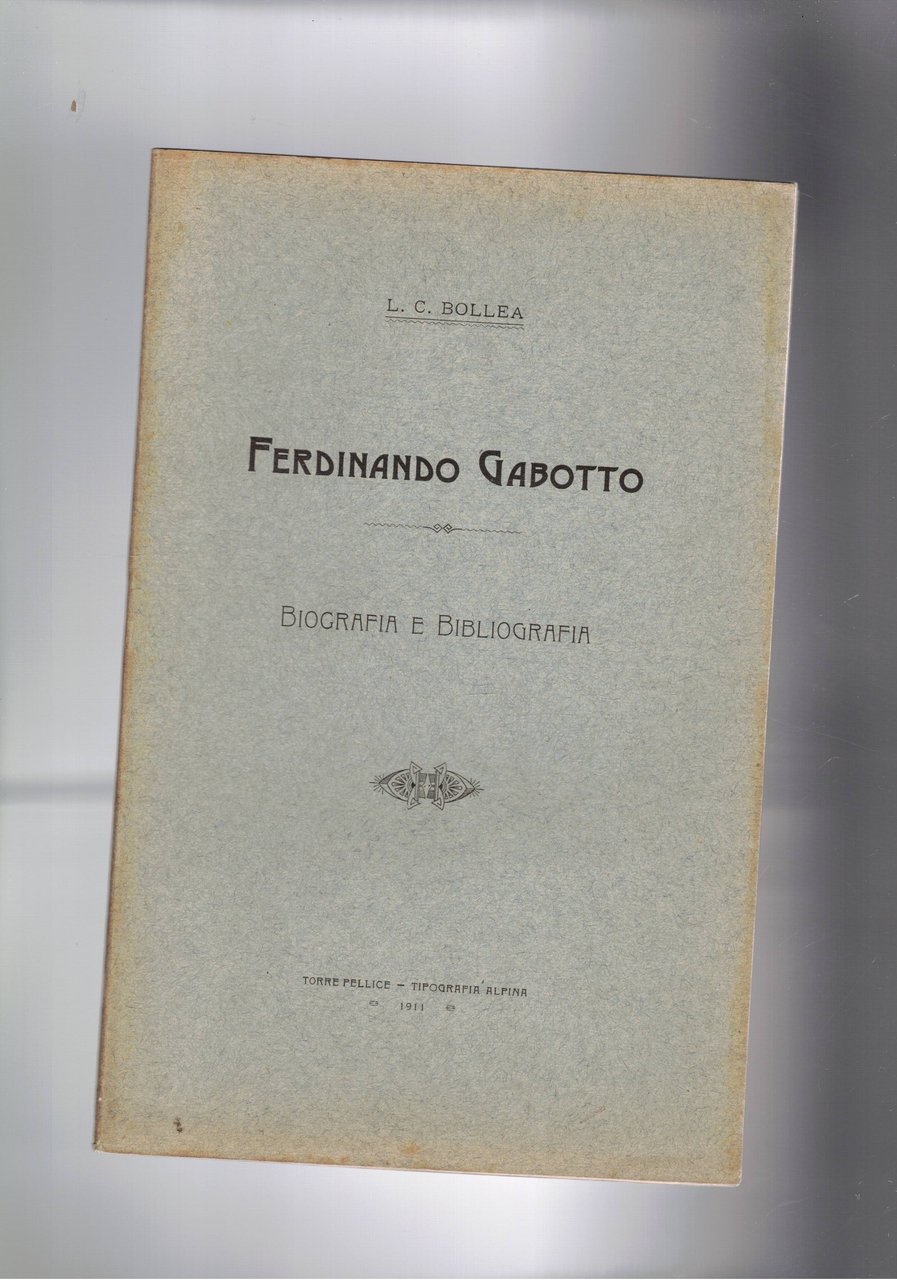 L. C. BOLLEA
FERDINANDO GABOTTO
BIOGRAFIA E BIBLIOGRAFIA
TORRE PELLICE – TIPOGRAFIA ALPINA
1911